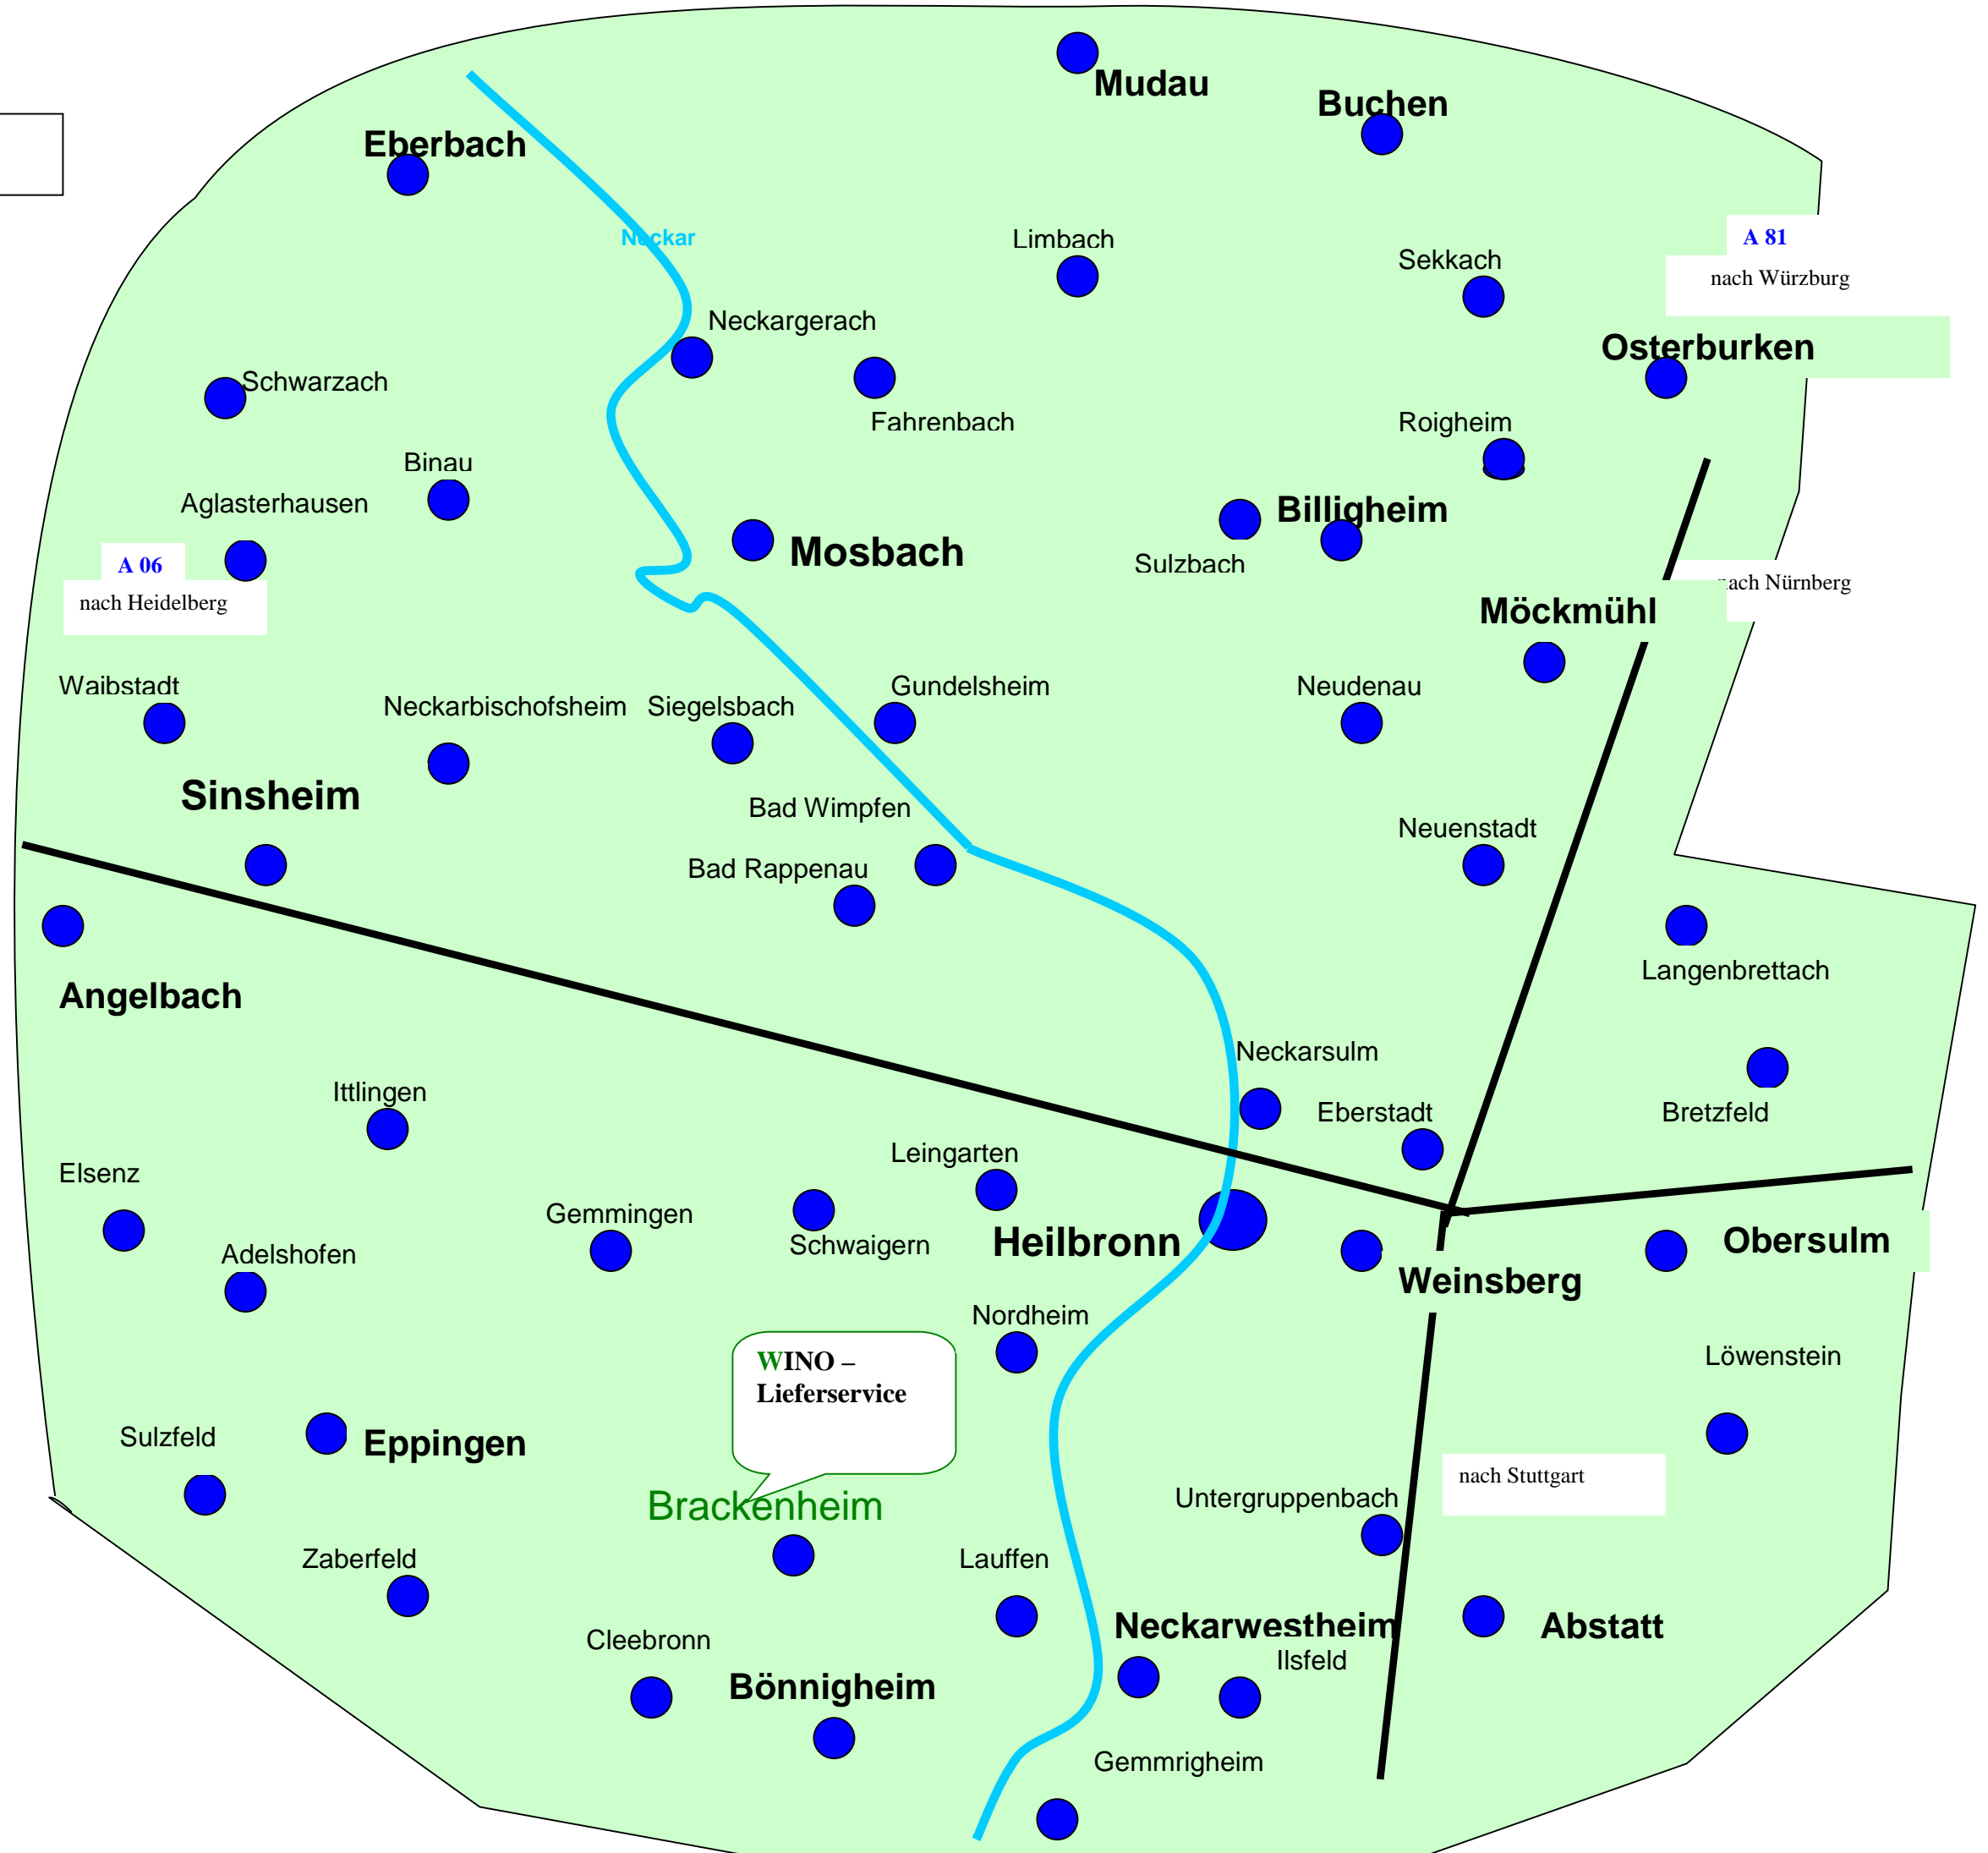 Mudau
Buchen
Eberbach
Neckar
Limbach
A 81
Sekkach
nach Würzburg
Neckargerach
Osterburken
Schwarzach
Fahrenbach
Roigheim
Binau
Aglasterhausen
Billigheim
Mosbach
Sulzbach
A 06
nach Heidelberg
nach Nürnberg
Möckmühl
Waibstadt
Neckarbischofsheim
Siegelsbach
Gundelsheim
Neudenau
Sinsheim
Bad Wimpfen
Neuenstadt
Bad Rappenau
Langenbrettach
Angelbach
Neckarsulm
Ittlingen
Eberstadt
Bretzfeld
Leingarten
Elsenz
Gemmingen
Schwaigern
Heilbronn
Obersulm
Adelshofen
Weinsberg
Nordheim
WINO –
Lieferservice
Löwenstein
Sulzfeld
Eppingen
nach Stuttgart
Brackenheim
Untergruppenbach
Zaberfeld
Lauffen
Neckarwestheim
Abstatt
Cleebronn
Ilsfeld
Bönnigheim
Gemmrigheim